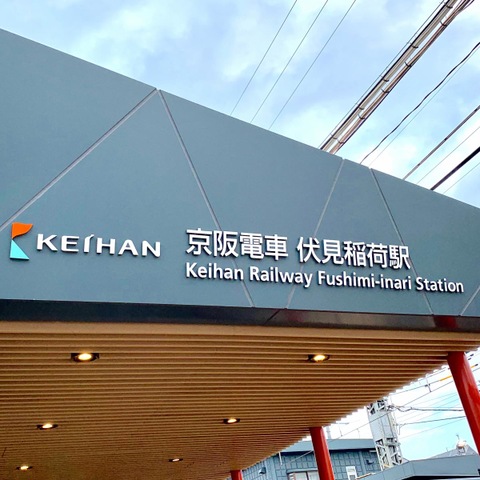 KEIHAN
京阪電車 伏見稲荷駅
Keihan Railway Fushimi-inari Station